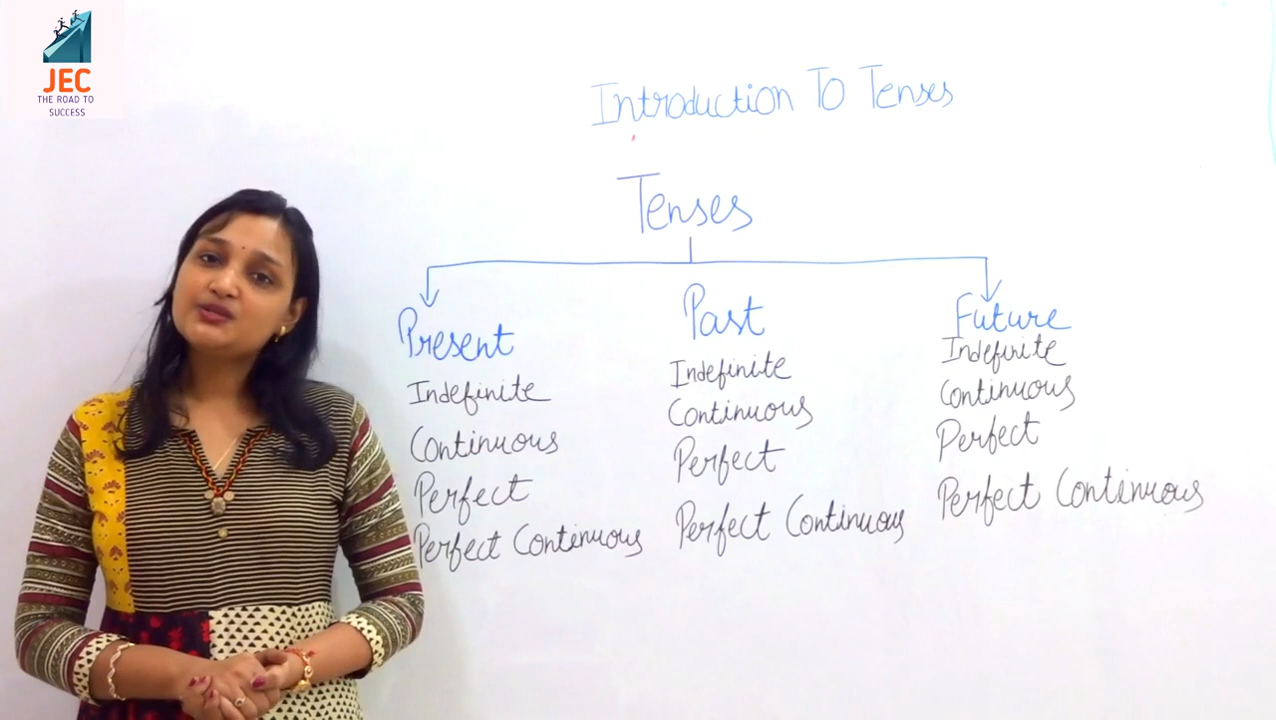 JEC
THE ROAD TO
SUCCESS
Introduction To Tenses
Tenses
Present
Indefinite
Continuous
Perfect
Perfect Continuous
Past
Indefinite
Continuous
Perfect
Perfect Continuous
Future
Indefinite
Continuous
Perfect
Perfect Continuous